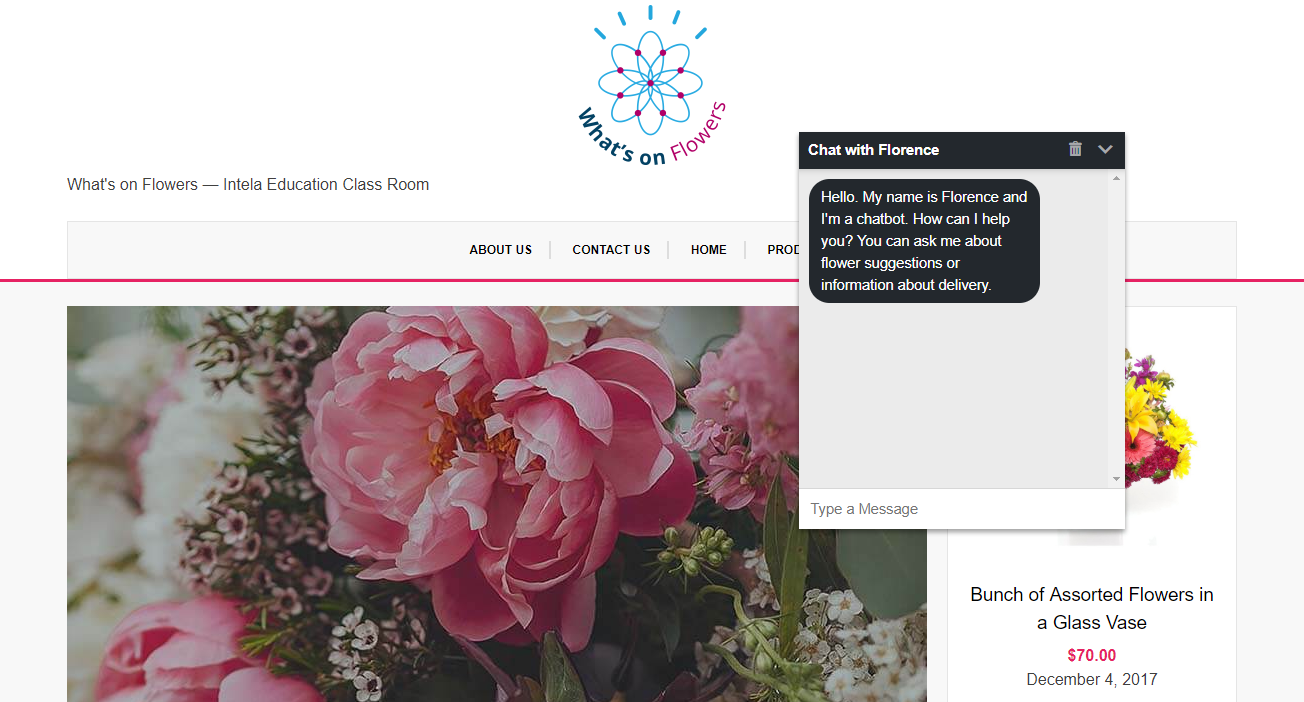 What's on Flowers
What's on Flowers — Intela Education Class Room
ABOUT US
CONTACT US
HOME
Chat with Florence
Hello. My name is Florence and
I'm a chatbot. How can I help
you? You can ask me about
flower suggestions or
information about delivery.
Type a Message
Bunch of Assorted Flowers in
a Glass Vase
$70.00
December 4, 2017